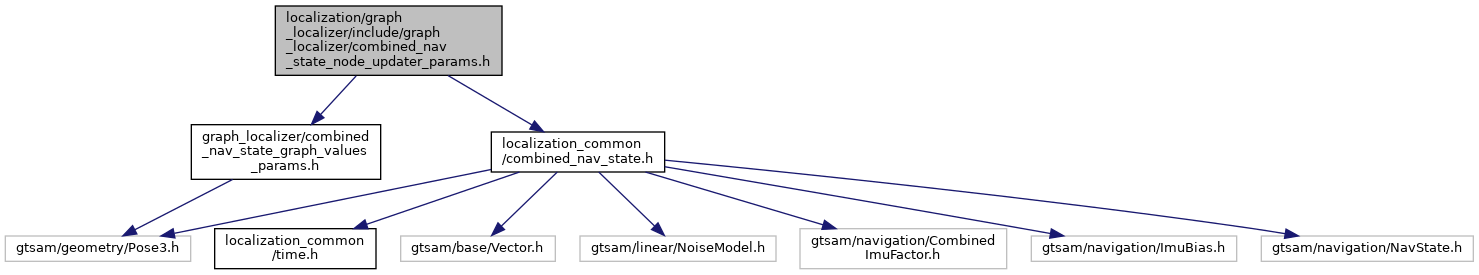 localization/graph
_localizer/include/graph
_localizer/combined_nav
_state_node_updater_params.h
graph_localizer/combined
_nav_state_graph_values
_params.h
localization_common
/combined_nav_state.h
gtsam/geometry/Pose3.h
localization_common
/time.h
gtsam/base/Vector.h
gtsam/linear/NoiseModel.h
gtsam/navigation/Combined
ImuFactor.h
gtsam/navigation/ImuBias.h
gtsam/navigation/NavState.h